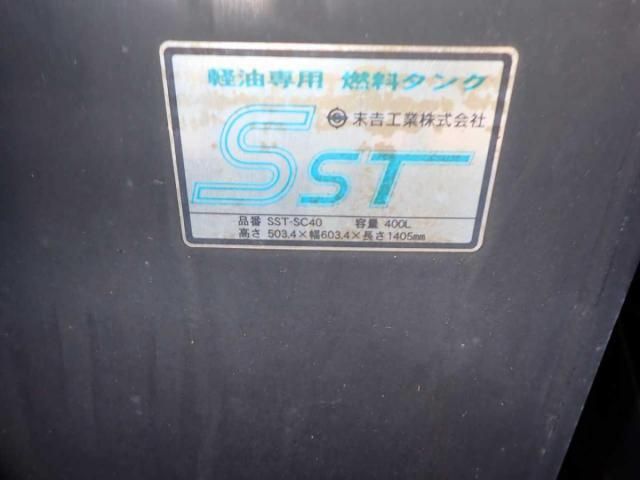 軽油専用 燃料タンク
末吉工業株式会社
SST
品番 SST-SC40 容量 400L
高さ 503.4×幅603.4×長さ1405mm